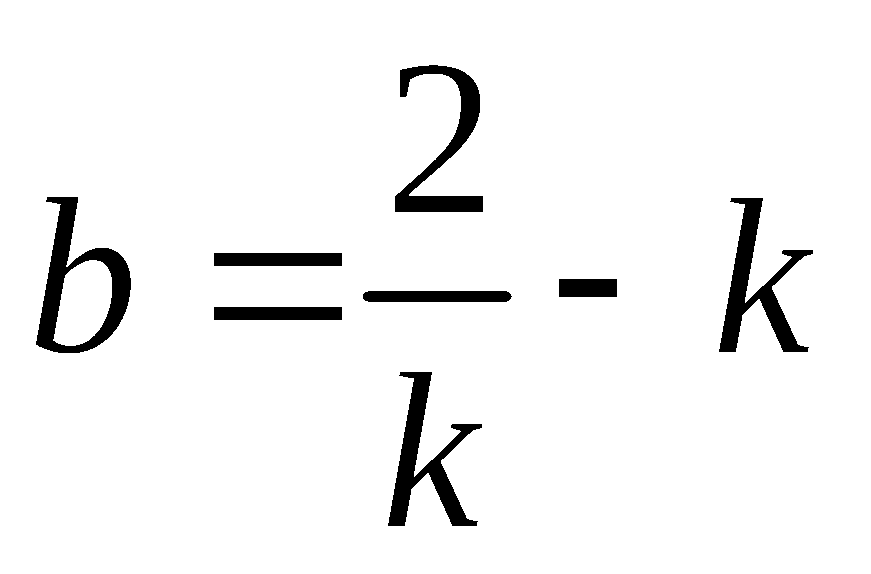 b = 2/k - k